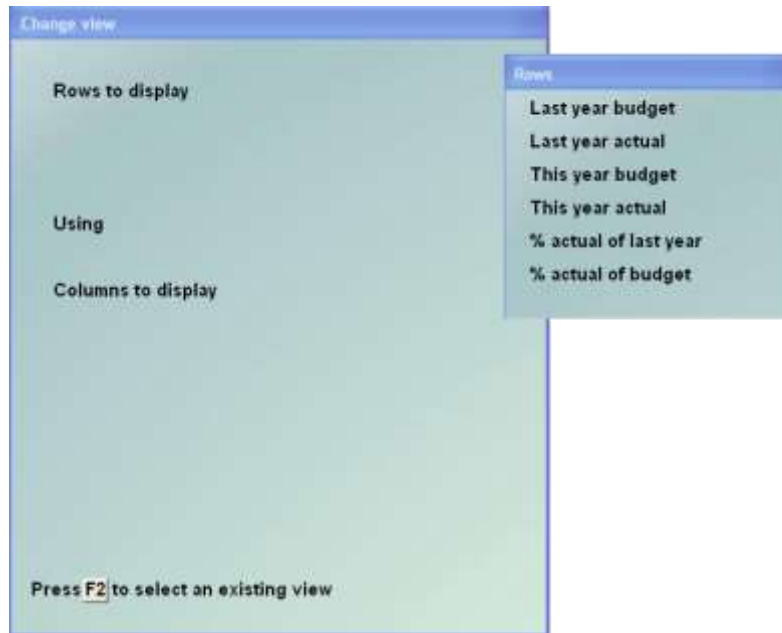 Change view
Rows to display
Using
Columns to display
Press F2 to select an existing view
Rows
Last year budget
Last year actual
This year budget
This year actual
% actual of last year
% actual of budget